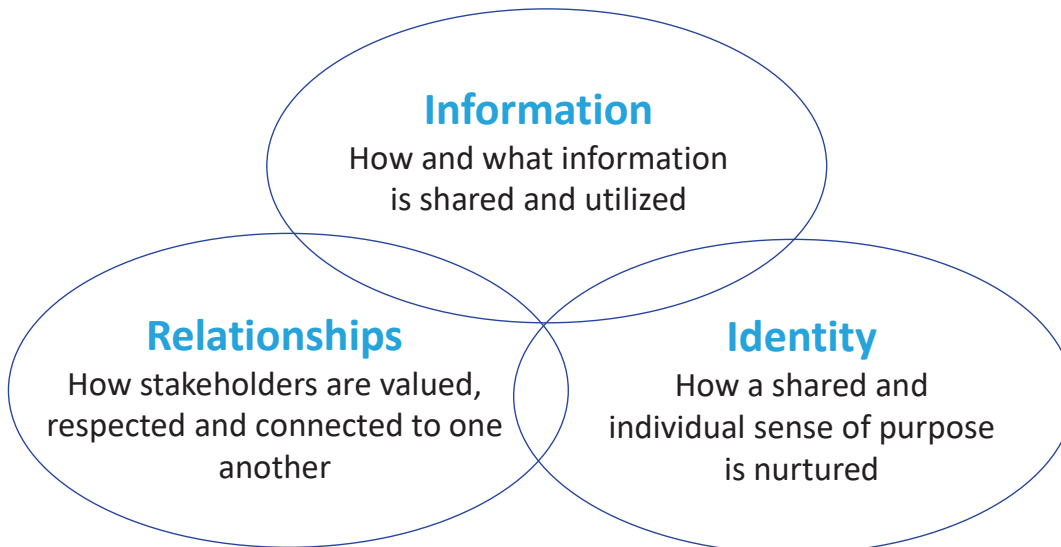 Information
How and what information
is shared and utilized
Relationships
How stakeholders are valued,
respected and connected to one
another
Identity
How a shared and
individual sense of purpose
is nurtured